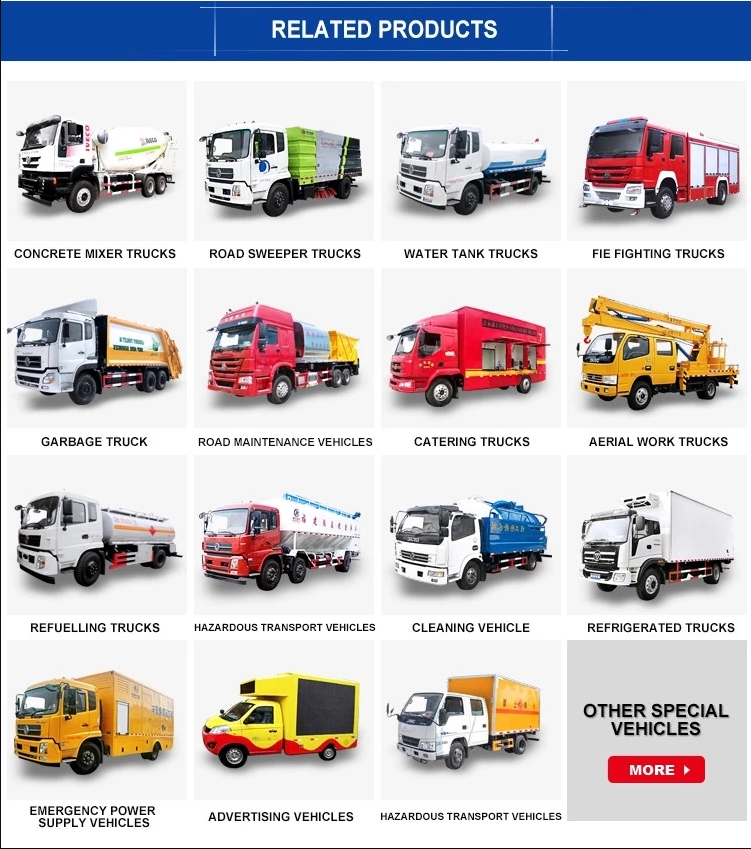 RELATED PRODUCTS
IVECO
IVECO
CONCRETE MIXER TRUCKS
ROAD SWEEPER TRUCKS
WATER TANK TRUCKS
FIE FIGHTING TRUCKS
GARBAGE TRUCK
ROAD MAINTENANCE VEHICLES
CATERING TRUCKS
AERIAL WORK TRUCKS
REFUELLING TRUCKS
HAZARDOUS TRANSPORT VEHICLES
CLEANING VEHICLE
REFRIGERATED TRUCKS
EMERGENCY POWER
SUPPLY VEHICLES
ADVERTISING VEHICLES
HAZARDOUS TRANSPORT VEHICLES
OTHER SPECIAL
VEHICLES
MORE